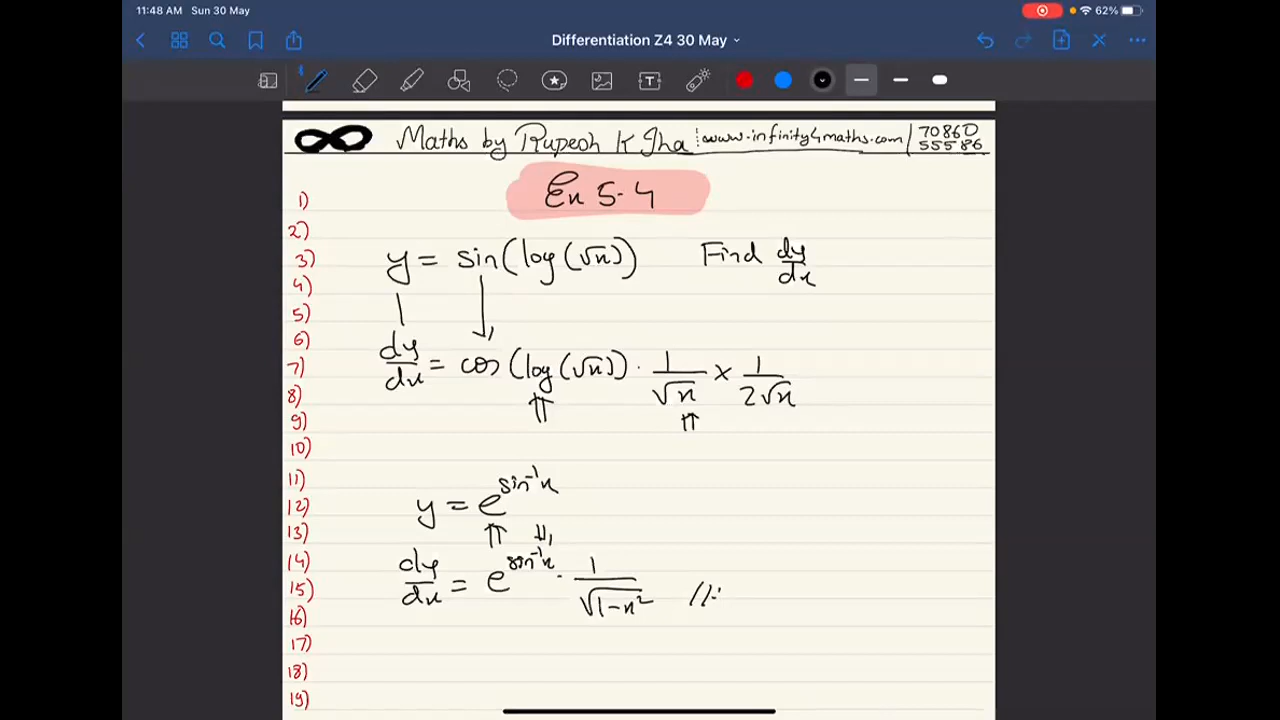 11:48 AM Sun 30 May 62%
Differentiation Z4 30 May
Maths by Rupesh K Jha www.infinity4maths.com 70860 55586
Ex 5.4
1)
2)
3) y = sin(log(√x)) Find dy/dx
4)
5)
6)
7) dy/dx = cos(log(√x)) · 1/√x × 1/2√x
8)
9)
10)
11)
12) y = e^sin⁻¹x
13)
14)
15) dy/dx = e^sin⁻¹x · 1/√1-x²
16)
17)
18)
19)